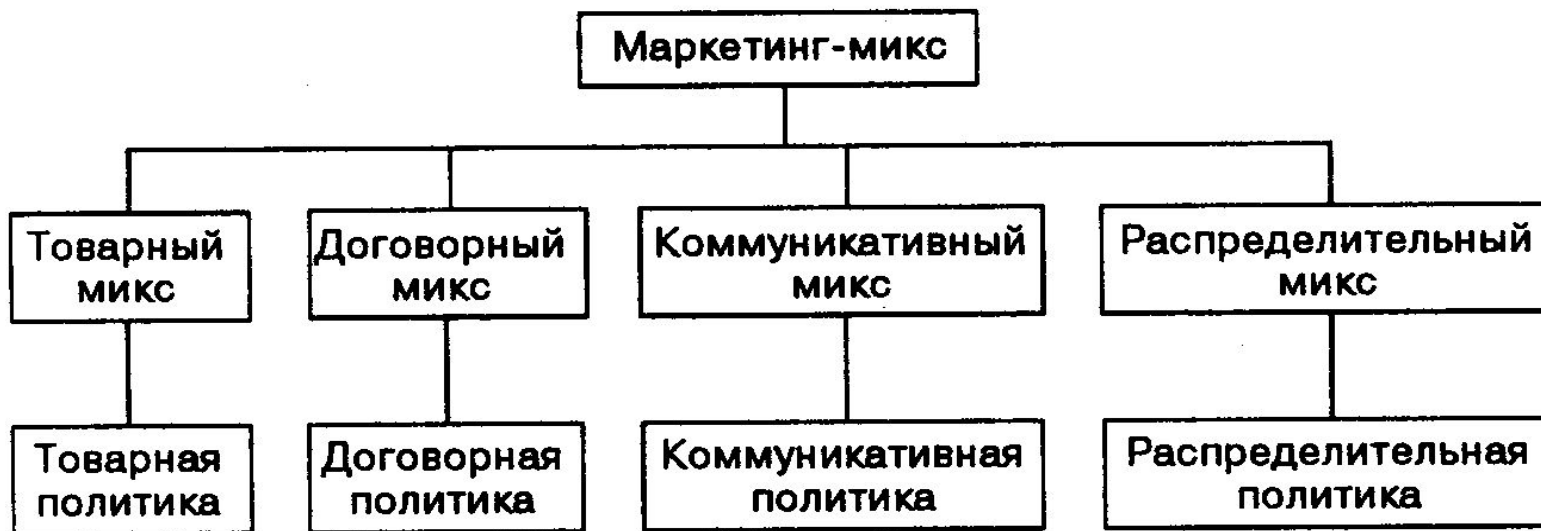 Маркетинг-микс
Товарный
микс
Договорный
микс
Коммуникативный
микс
Распределительный
микс
Товарная
политика
Договорная
политика
Коммуникативная
политика
Распределительная
политика